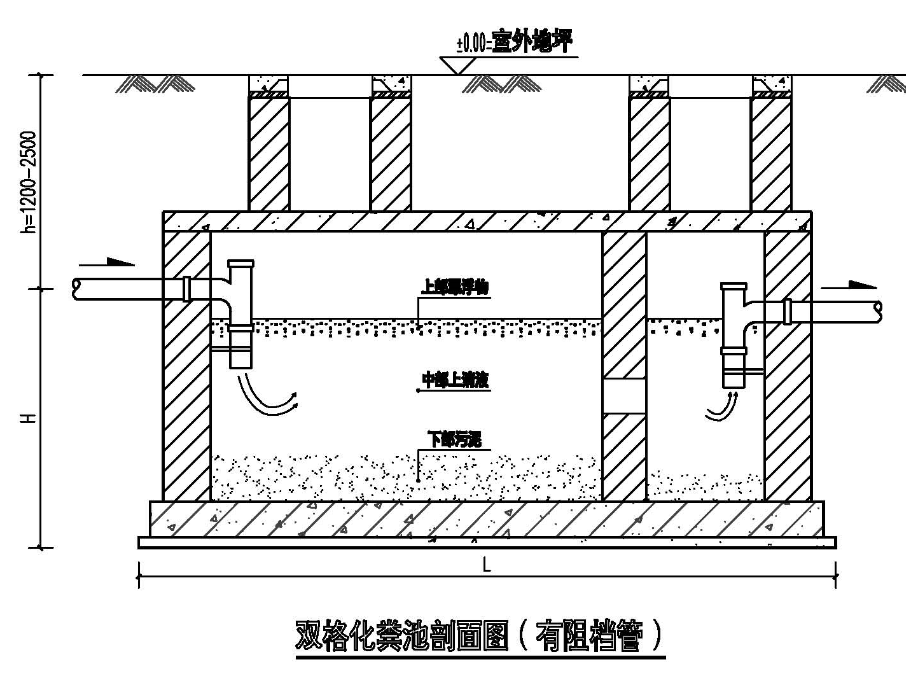 ±0.00=室外地坪
h=1200-2500
上部漂浮物
中部上清液
H
下部污泥
L
双格化粪池剖面图(有阻档管)